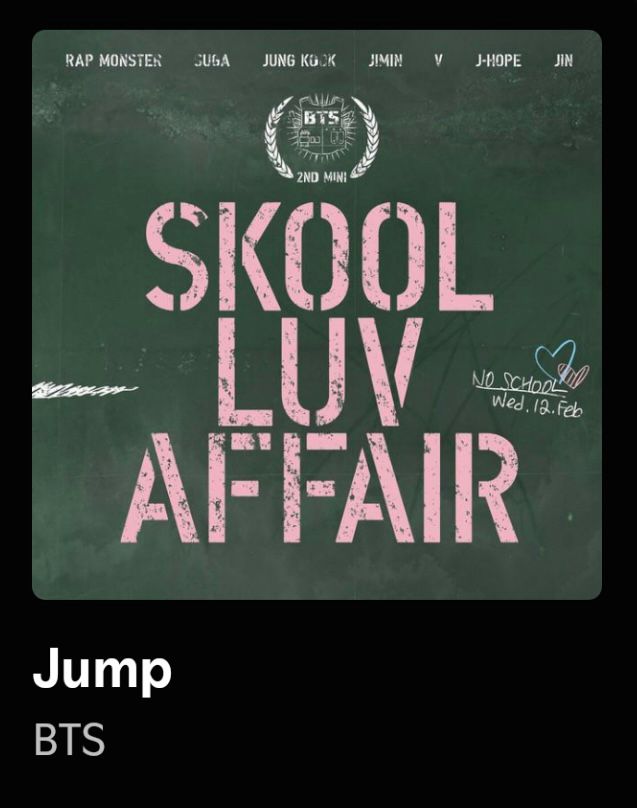 RAP MONSTER SUGA JUNG KOOK JIMIN V J-HOPE JIN
BTS
2ND MINI
SKOOL
LUV
AFFAIR
NO SCHOOL
Wed. 12. Feb
Jump
BTS